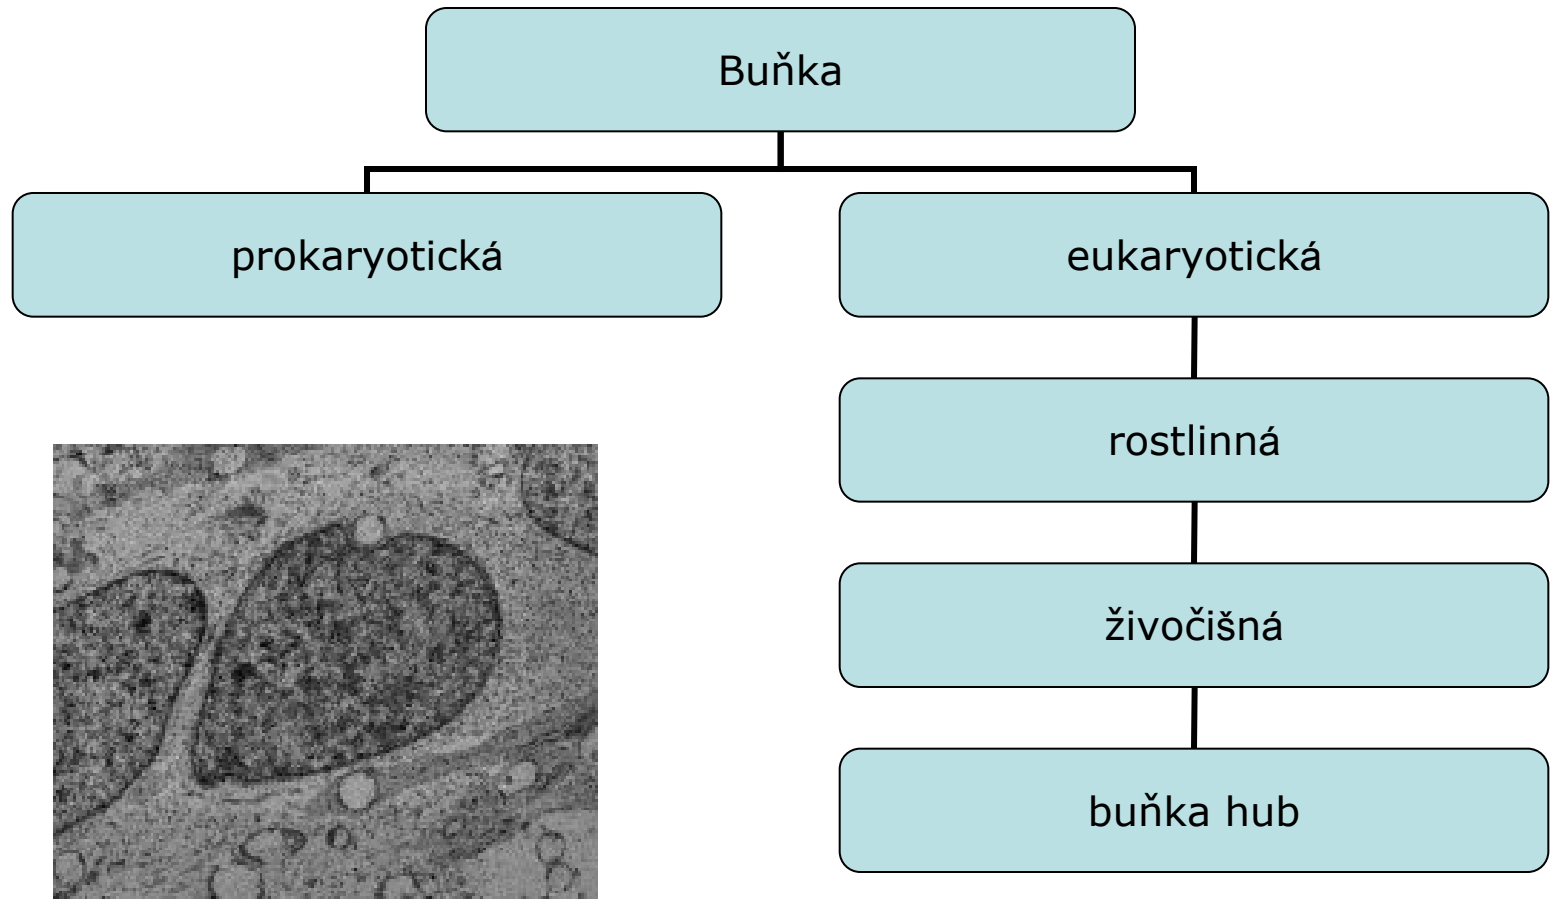 Buňka
prokaryotická
eukaryotická
rostlinná
živočišná
buňka hub